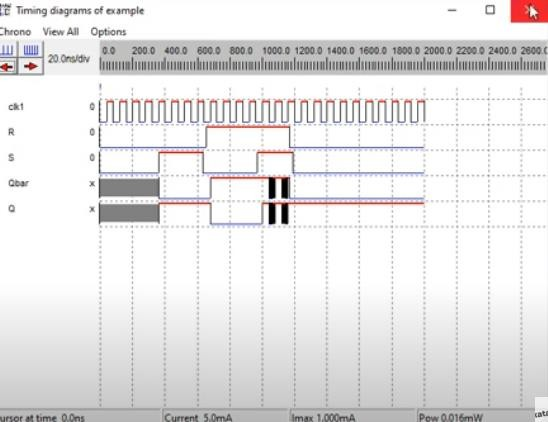 Timing diagrams of example
Chrono View All Options
20.0ns/div
0.0 200.0 400.0 600.0 800.0 1000.0 1200.0 1400.0 1600.0 1800.0 2000.0 2200.0 2400.0 2600.0
clk1 0
R 0
S 0
Qbar x
Q x
ursor at time 0.0ns Current 5.0mA Imax 1.000mA Pow 0.016mW